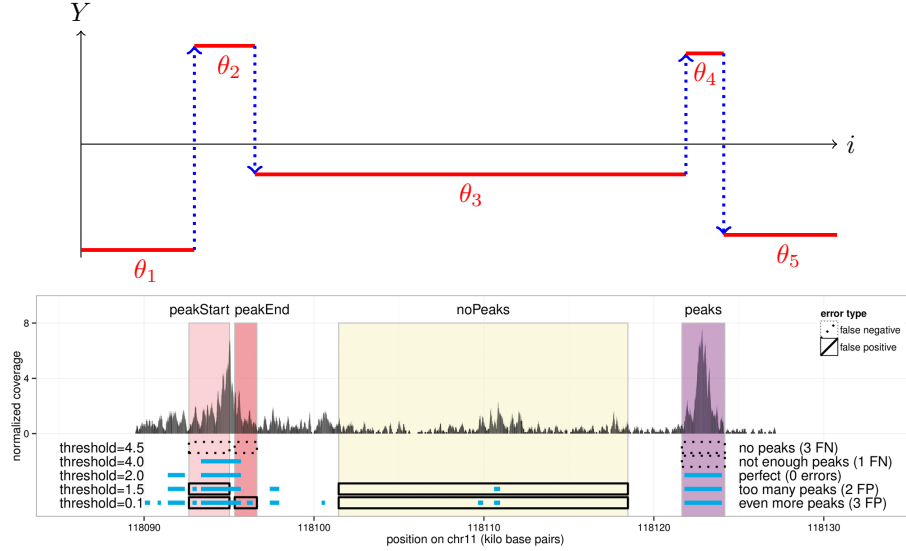 Y
i
θ₁
θ₂
θ₃
θ₄
θ₅
peakStart peakEnd noPeaks peaks
error type
false negative
false positive
normalized coverage
8
4
0
threshold=4.5 no peaks (3 FN)
threshold=4.0 not enough peaks (1 FN)
threshold=2.0 perfect (0 errors)
threshold=1.5 too many peaks (2 FP)
threshold=0.1 even more peaks (3 FP)
118090 118100 118110 118120 118130
position on chr11 (kilo base pairs)